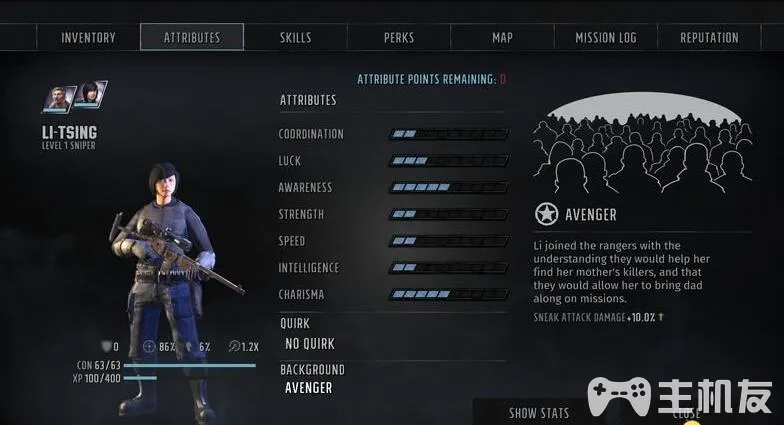 INVENTORY
ATTRIBUTES
SKILLS
PERKS
MAP
MISSION LOG
REPUTATION
ATTRIBUTE POINTS REMAINING: 0
LI-TSING
LEVEL 1 SNIPER
ATTRIBUTES
COORDINATION
LUCK
AWARENESS
STRENGTH
SPEED
INTELLIGENCE
CHARISMA
QUIRK
NO QUIRK
BACKGROUND
AVENGER
0 86% 6% 1.2X
CON 63/63
XP 100/400
AVENGER
Li joined the rangers with the
understanding they would help her
find her mother's killers, and that
they would allow her to bring dad
along on missions.
SNEAK ATTACK DAMAGE +10.0%
SHOW STATS
CLOSE
主机友